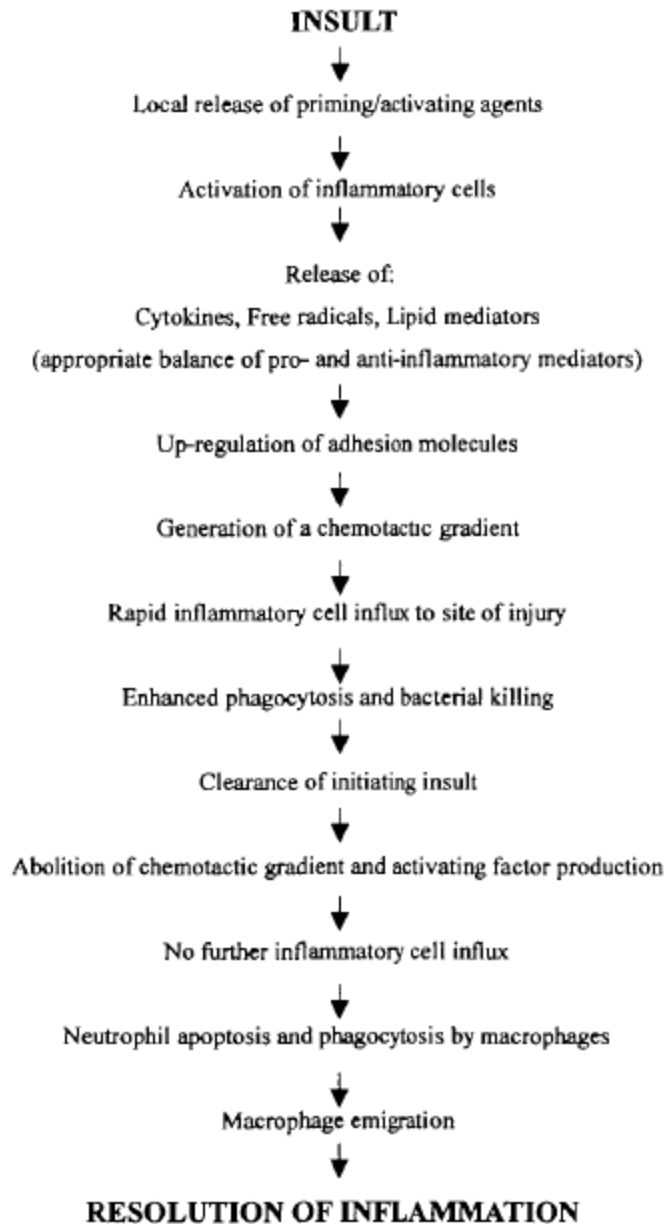 INSULT
Local release of priming/activating agents
Activation of inflammatory cells
Release of:
Cytokines, Free radicals, Lipid mediators
(appropriate balance of pro- and anti-inflammatory mediators)
Up-regulation of adhesion molecules
Generation of a chemotactic gradient
Rapid inflammatory cell influx to site of injury
Enhanced phagocytosis and bacterial killing
Clearance of initiating insult
Abolition of chemotactic gradient and activating factor production
No further inflammatory cell influx
Neutrophil apoptosis and phagocytosis by macrophages
Macrophage emigration
RESOLUTION OF INFLAMMATION